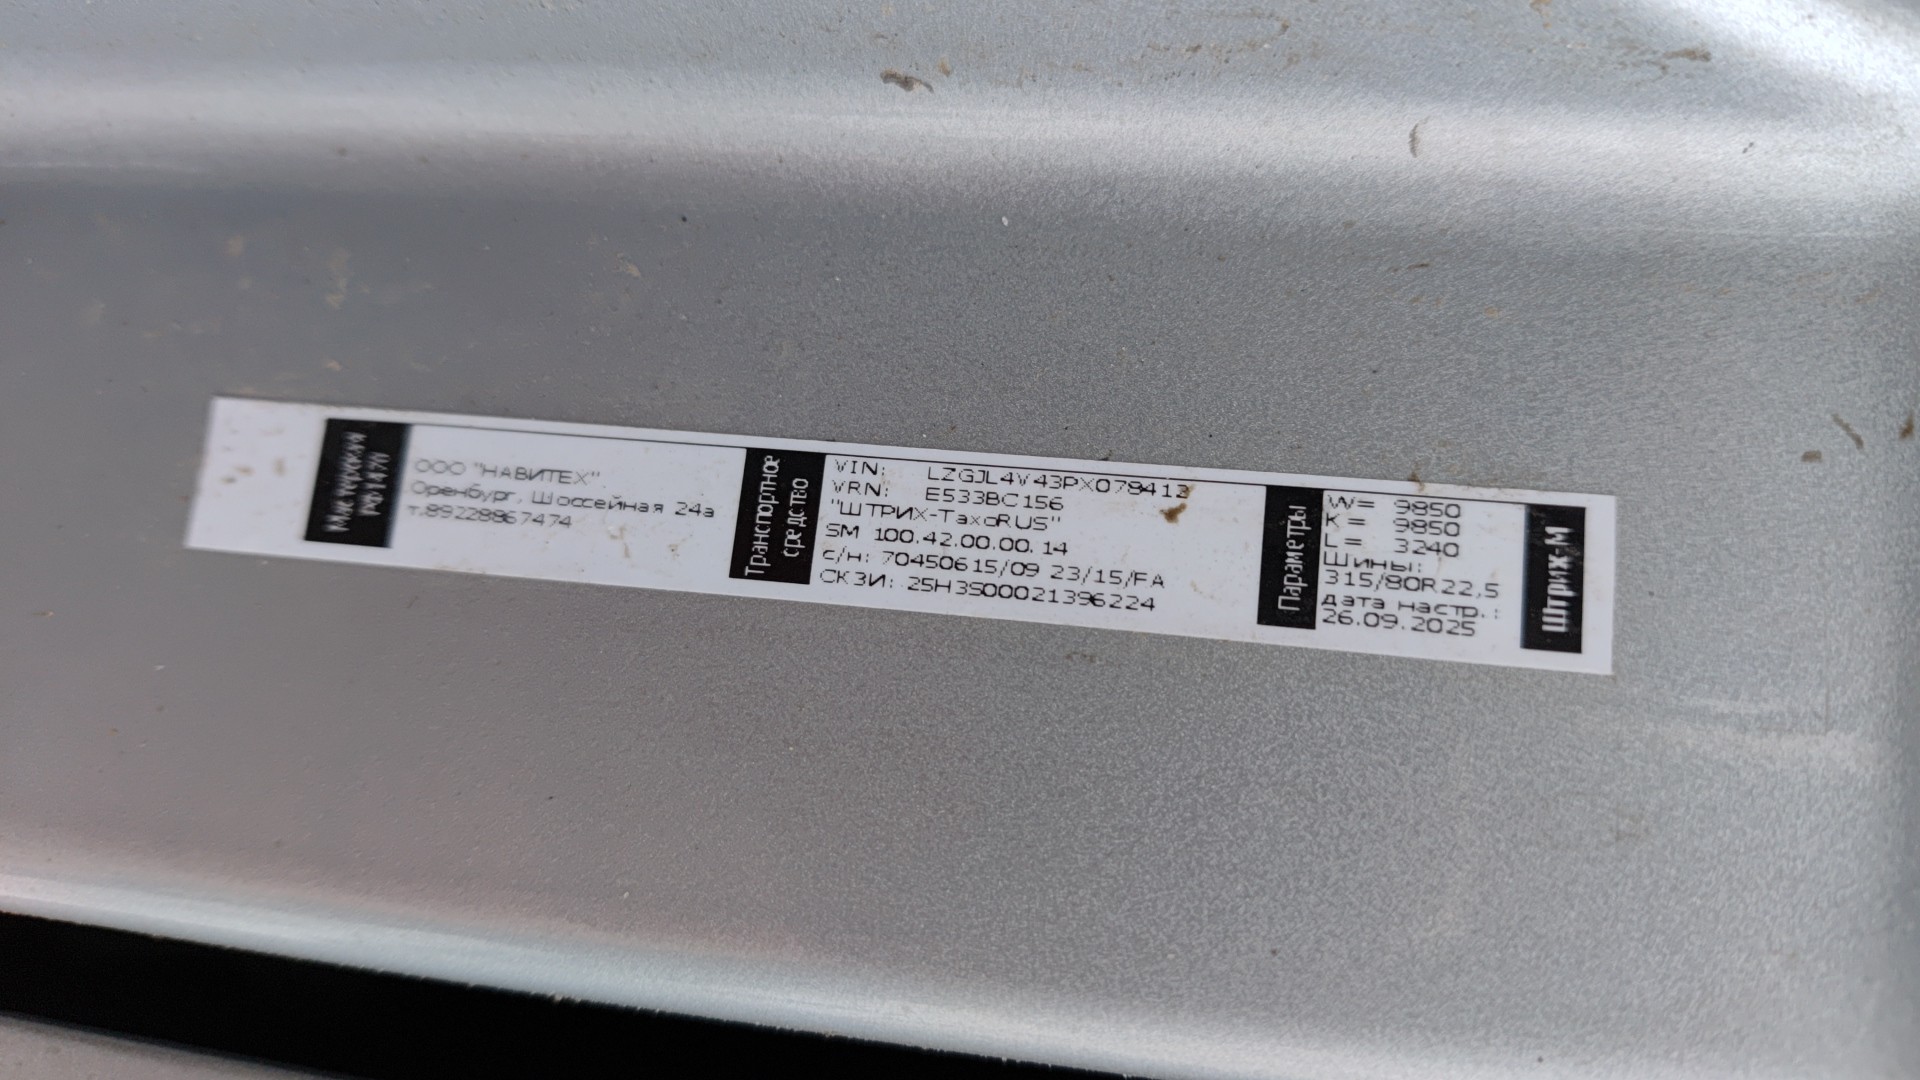 Мастерская
рф1470
ООО "НАВИТЕХ"
Оренбург, Шоссейная 24а
т.89228867474
Транспортное
средство
VIN: LZGJL4V43PX078412
VRN: E533BC156
"ШТРИХ-ТахоRUS"
SM 100.42.00.00.14
с/н: 70450615/09 23/15/FA
СКЗИ: 25H3S00021396224
Параметры
W= 9850
K= 9850
L= 3240
Шины:
315/80R22,5
дата настр.:
26.09.2025
Штрих-М